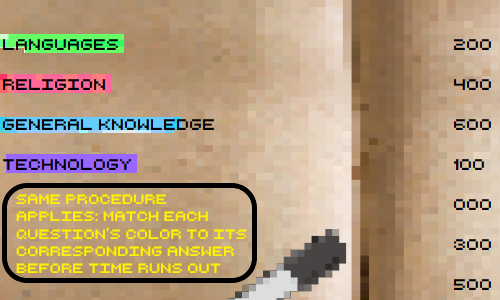 LANGUAGES 200
RELIGION 400
GENERAL KNOWLEDGE 600
TECHNOLOGY 100
000
SAME PROCEDURE
APPLIES: MATCH EACH
QUESTION'S COLOR TO ITS
300
CORRESPONDING ANSWER
BEFORE TIME RUNS OUT
500